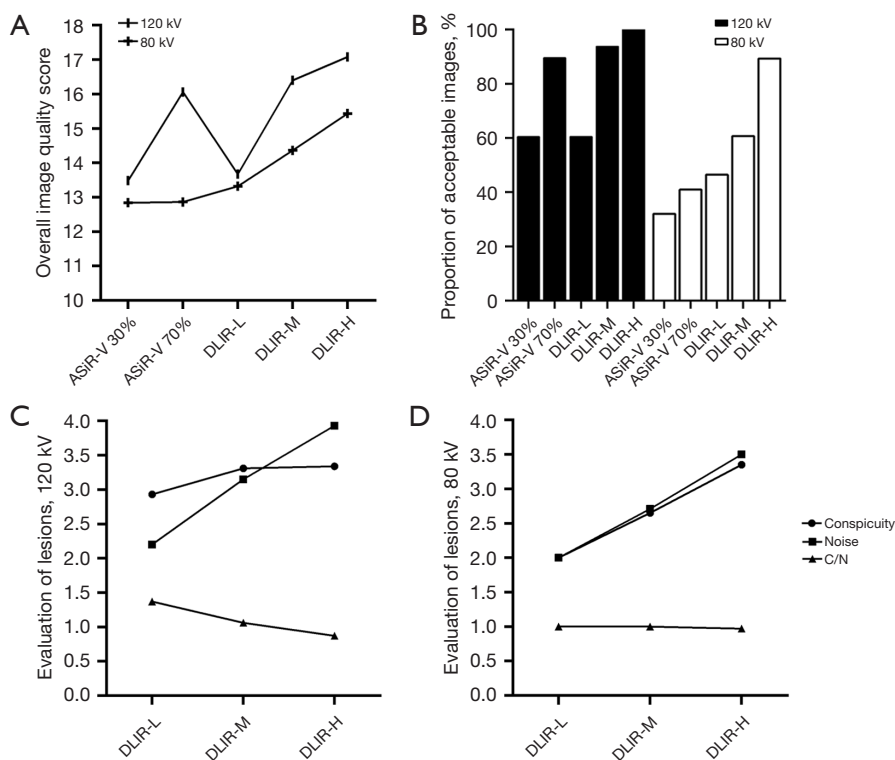 A
120 kV
80 kV
Overall image quality score
18
17
16
15
14
13
12
11
10
ASiR-V 30%
ASiR-V 70%
DLIR-L
DLIR-M
DLIR-H
B
120 kV
80 kV
Proportion of acceptable images, %
100
80
60
40
20
0
ASiR-V 30%
ASiR-V 70%
DLIR-L
DLIR-M
DLIR-H
ASiR-V 30%
ASiR-V 70%
DLIR-L
DLIR-M
DLIR-H
C
Evaluation of lesions, 120 kV
4.0
3.5
3.0
2.5
2.0
1.5
1.0
0.5
0.0
DLIR-L
DLIR-M
DLIR-H
D
Evaluation of lesions, 80 kV
4.0
3.5
3.0
2.5
2.0
1.5
1.0
0.5
0.0
DLIR-L
DLIR-M
DLIR-H
Conspicuity
Noise
C/N